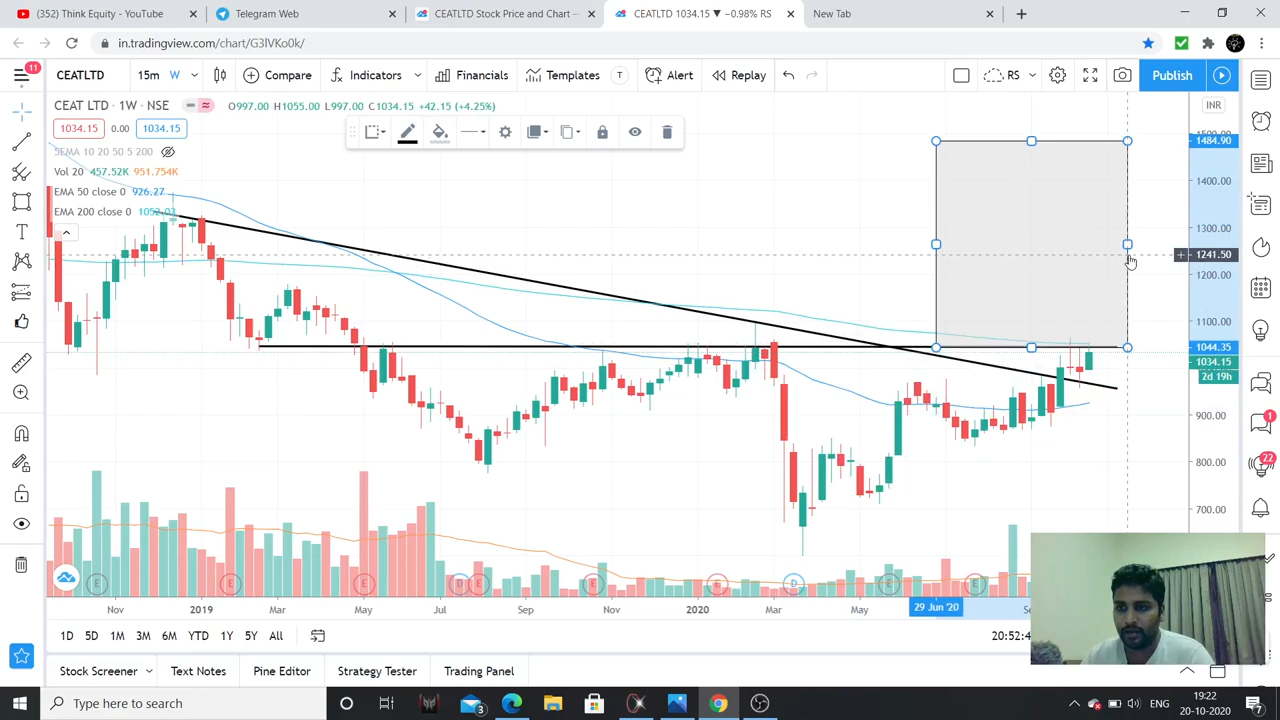 (352) Think Equity - YouTube
Telegram Web
CEATLTD Stock Price and Chart —
CEATLTD 1034.15 ▼ −0.98% RS
New Tab
in.tradingview.com/chart/G3lVKo0k/
11
CEATLTD
15m W
Compare
Indicators
Financials
Templates
T
Alert
Replay
RS
Publish
CEAT LTD · 1W · NSE
O997.00 H1055.00 L997.00 C1034.15 +42.15 (+4.25%)
INR
1034.15 0.00 1034.15
5EMA 10 20 50 5 200
Vol 20 457.52K 951.754K
EMA 50 close 0 926.27
EMA 200 close 0
1484.90
1400.00
1300.00
1241.50
1200.00
1100.00
1044.35
1034.15
2d 19h
900.00
800.00
700.00
1
22
E E E D E E E D E E
Nov 2019 Mar May Jul Sep Nov 2020 Mar May 29 Jun '20
1D 5D 1M 3M 6M YTD 1Y 5Y All
Stock Screener
Text Notes
Pine Editor
Strategy Tester
Trading Panel
Type here to search
3
ENG
19:22
20-10-2020
7